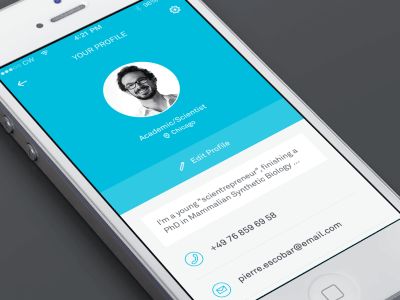 CW 4:21 PM 96%
YOUR PROFILE
Academic/Scientist
Chicago
Edit Profile
I'm a young "scientrepreneur", finishing a
PhD in Mammalian Synthetic Biology ...
+49 76 859 69 58
pierre.escobar@email.com